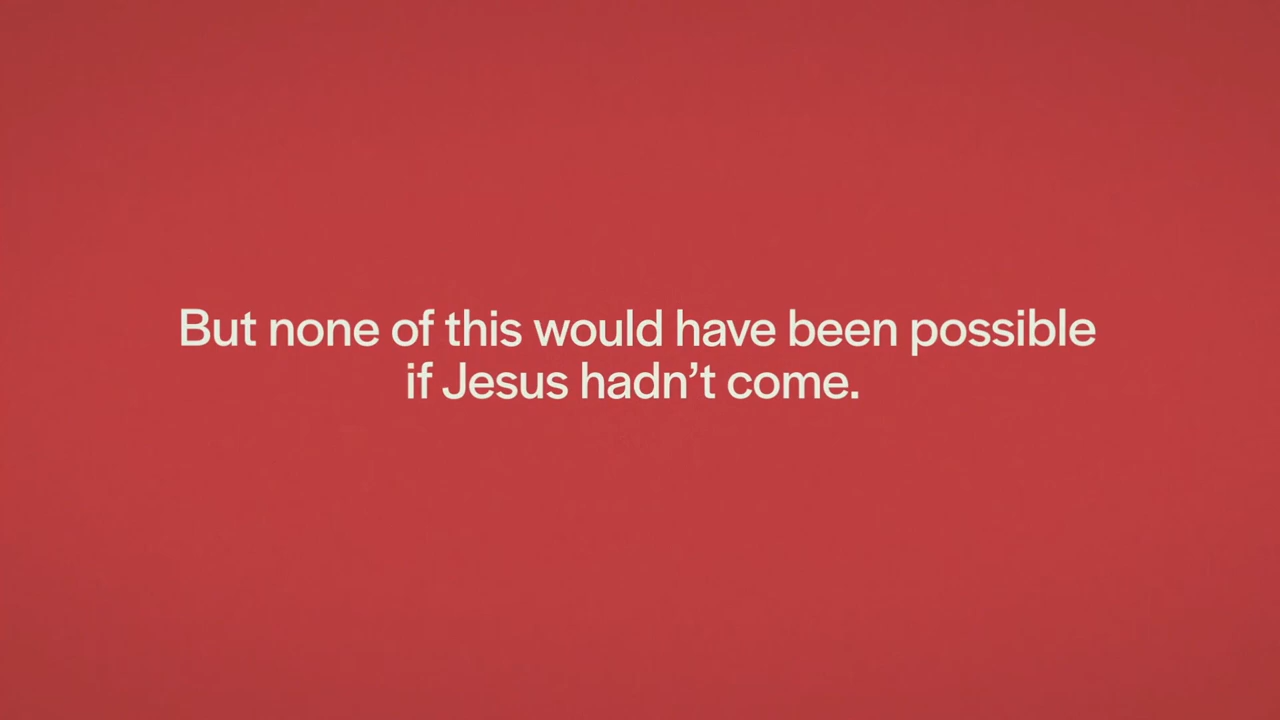 But none of this would have been possible
if Jesus hadn’t come.